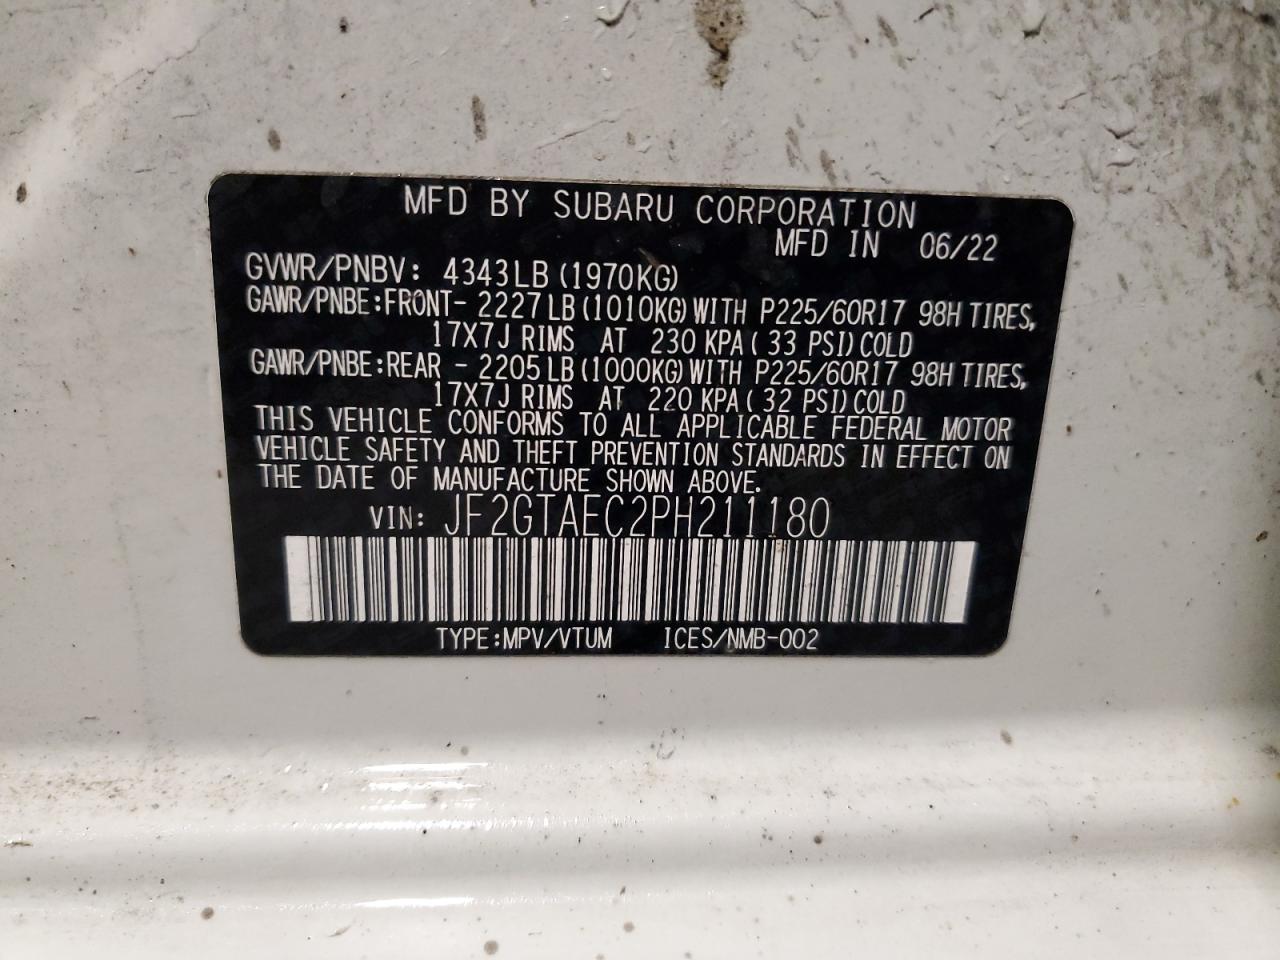 MFD BY SUBARU CORPORATION
MFD IN 06/22
GVWR/PNBV: 4343LB (1970KG)
GAWR/PNBE:FRONT- 2227LB(1010KG)WITH P225/60R17 98H TIRES,
17X7J RIMS AT 230 KPA( 33 PSI)COLD
GAWR/PNBE:REAR - 2205LB(1000KG)WITH P225/60R17 98H TIRES,
17X7J RIMS AT 220 KPA( 32 PSI)COLD
THIS VEHICLE CONFORMS TO ALL APPLICABLE FEDERAL MOTOR
VEHICLE SAFETY AND THEFT PREVENTION STANDARDS IN EFFECT ON
THE DATE OF MANUFACTURE SHOWN ABOVE.
VIN: JF2GTAEC2PH211180
TYPE:MPV/VTUM ICES/NMB-002